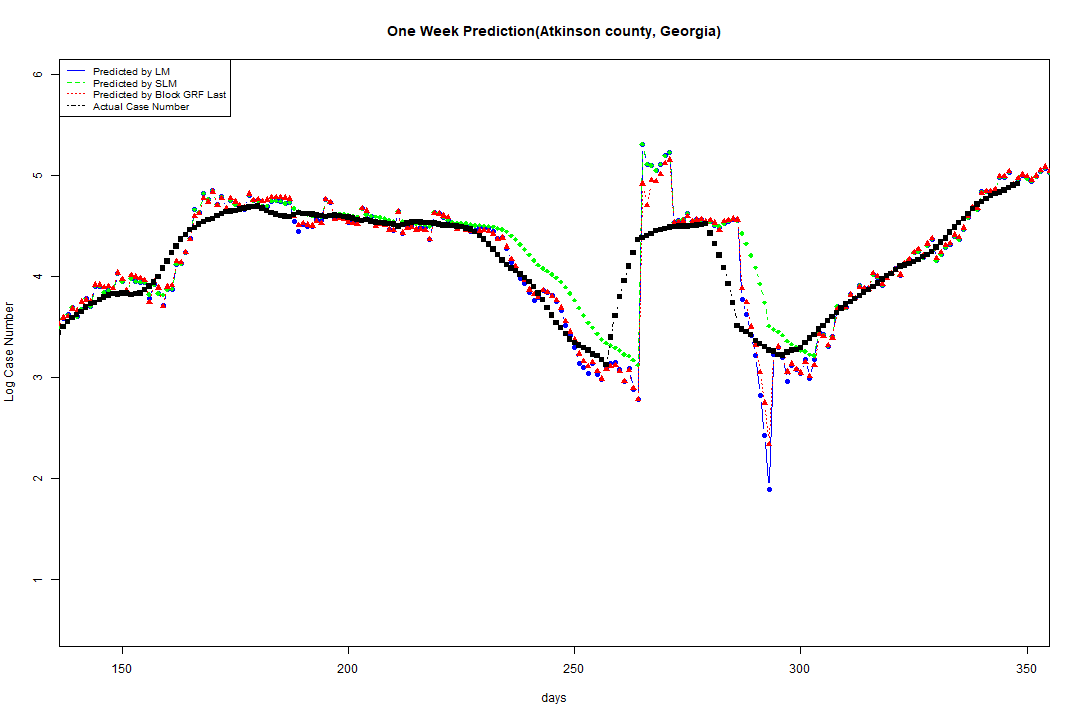 One Week Prediction(Atkinson county, Georgia)
Predicted by LM
Predicted by SLM
Predicted by Block GRF Last
Actual Case Number
Log Case Number
6
5
4
3
2
1
150 200 250 300 350
days